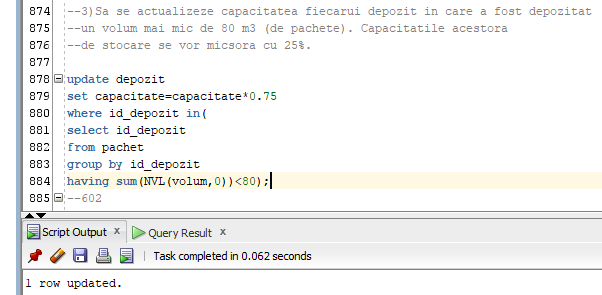 874 --3)Sa se actualizeze capacitatea fiecarui depozit in care a fost depozitat
875 --un volum mai mic de 80 m3 (de pachete). Capacitatile acestora
876 --de stocare se vor micsora cu 25%.
877
878 update depozit
879 set capacitate=capacitate*0.75
880 where id_depozit in(
881 select id_depozit
882 from pachet
883 group by id_depozit
884 having sum(NVL(volum,0))<80);
885 --602
Script Output x Query Result x
Task completed in 0.062 seconds
1 row updated.